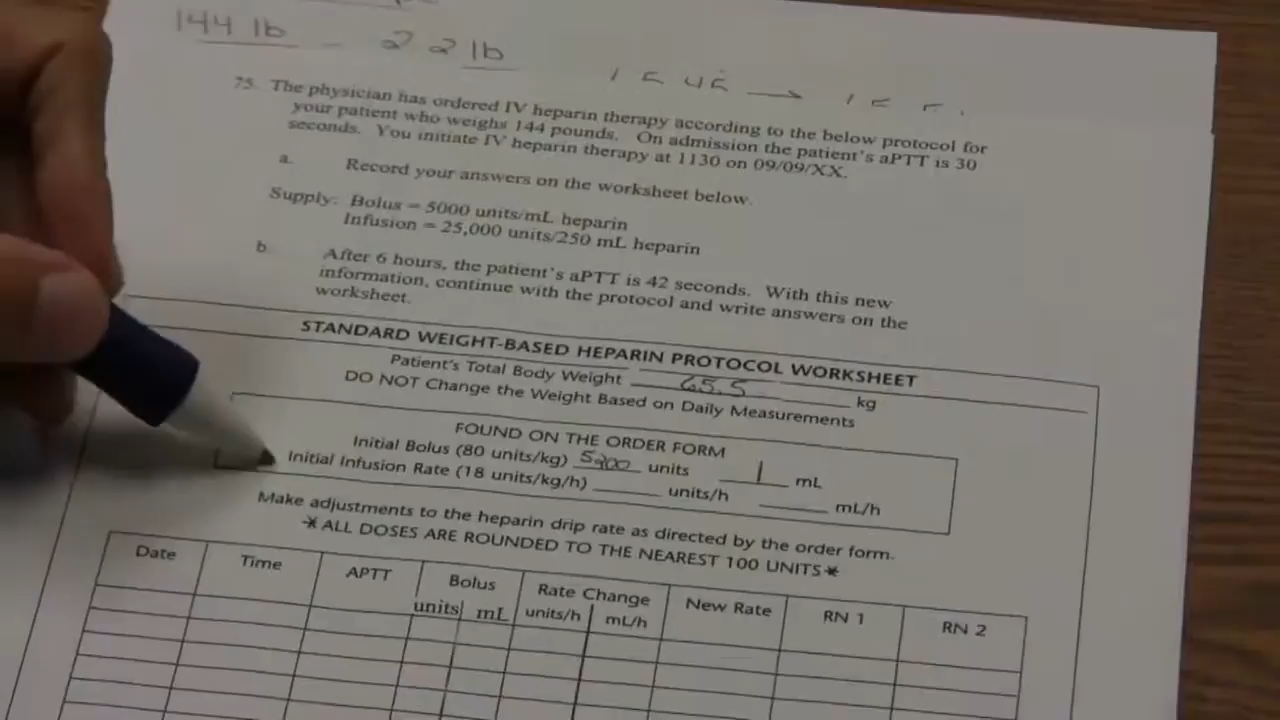 144 lb - 2 2 lb
75. The physician has ordered IV heparin therapy according to the below protocol for
your patient who weighs 144 pounds. On admission the patient's aPTT is 30
seconds. You initiate IV heparin therapy at 1130 on 09/09/XX.
a. Record your answers on the worksheet below.
Supply: Bolus = 5000 units/mL heparin
Infusion = 25,000 units/250 mL heparin
b. After 6 hours, the patient's aPTT is 42 seconds. With this new
information, continue with the protocol and write answers on the
worksheet.
STANDARD WEIGHT-BASED HEPARIN PROTOCOL WORKSHEET
Patient's Total Body Weight 65.5 kg
DO NOT Change the Weight Based on Daily Measurements
FOUND ON THE ORDER FORM
Initial Bolus (80 units/kg) 5200 units 1 mL
Initial Infusion Rate (18 units/kg/h) ______ units/h ______ mL/h
Make adjustments to the heparin drip rate as directed by the order form.
*ALL DOSES ARE ROUNDED TO THE NEAREST 100 UNITS*
Date Time APTT Bolus Rate Change New Rate RN 1 RN 2
units mL units/h mL/h